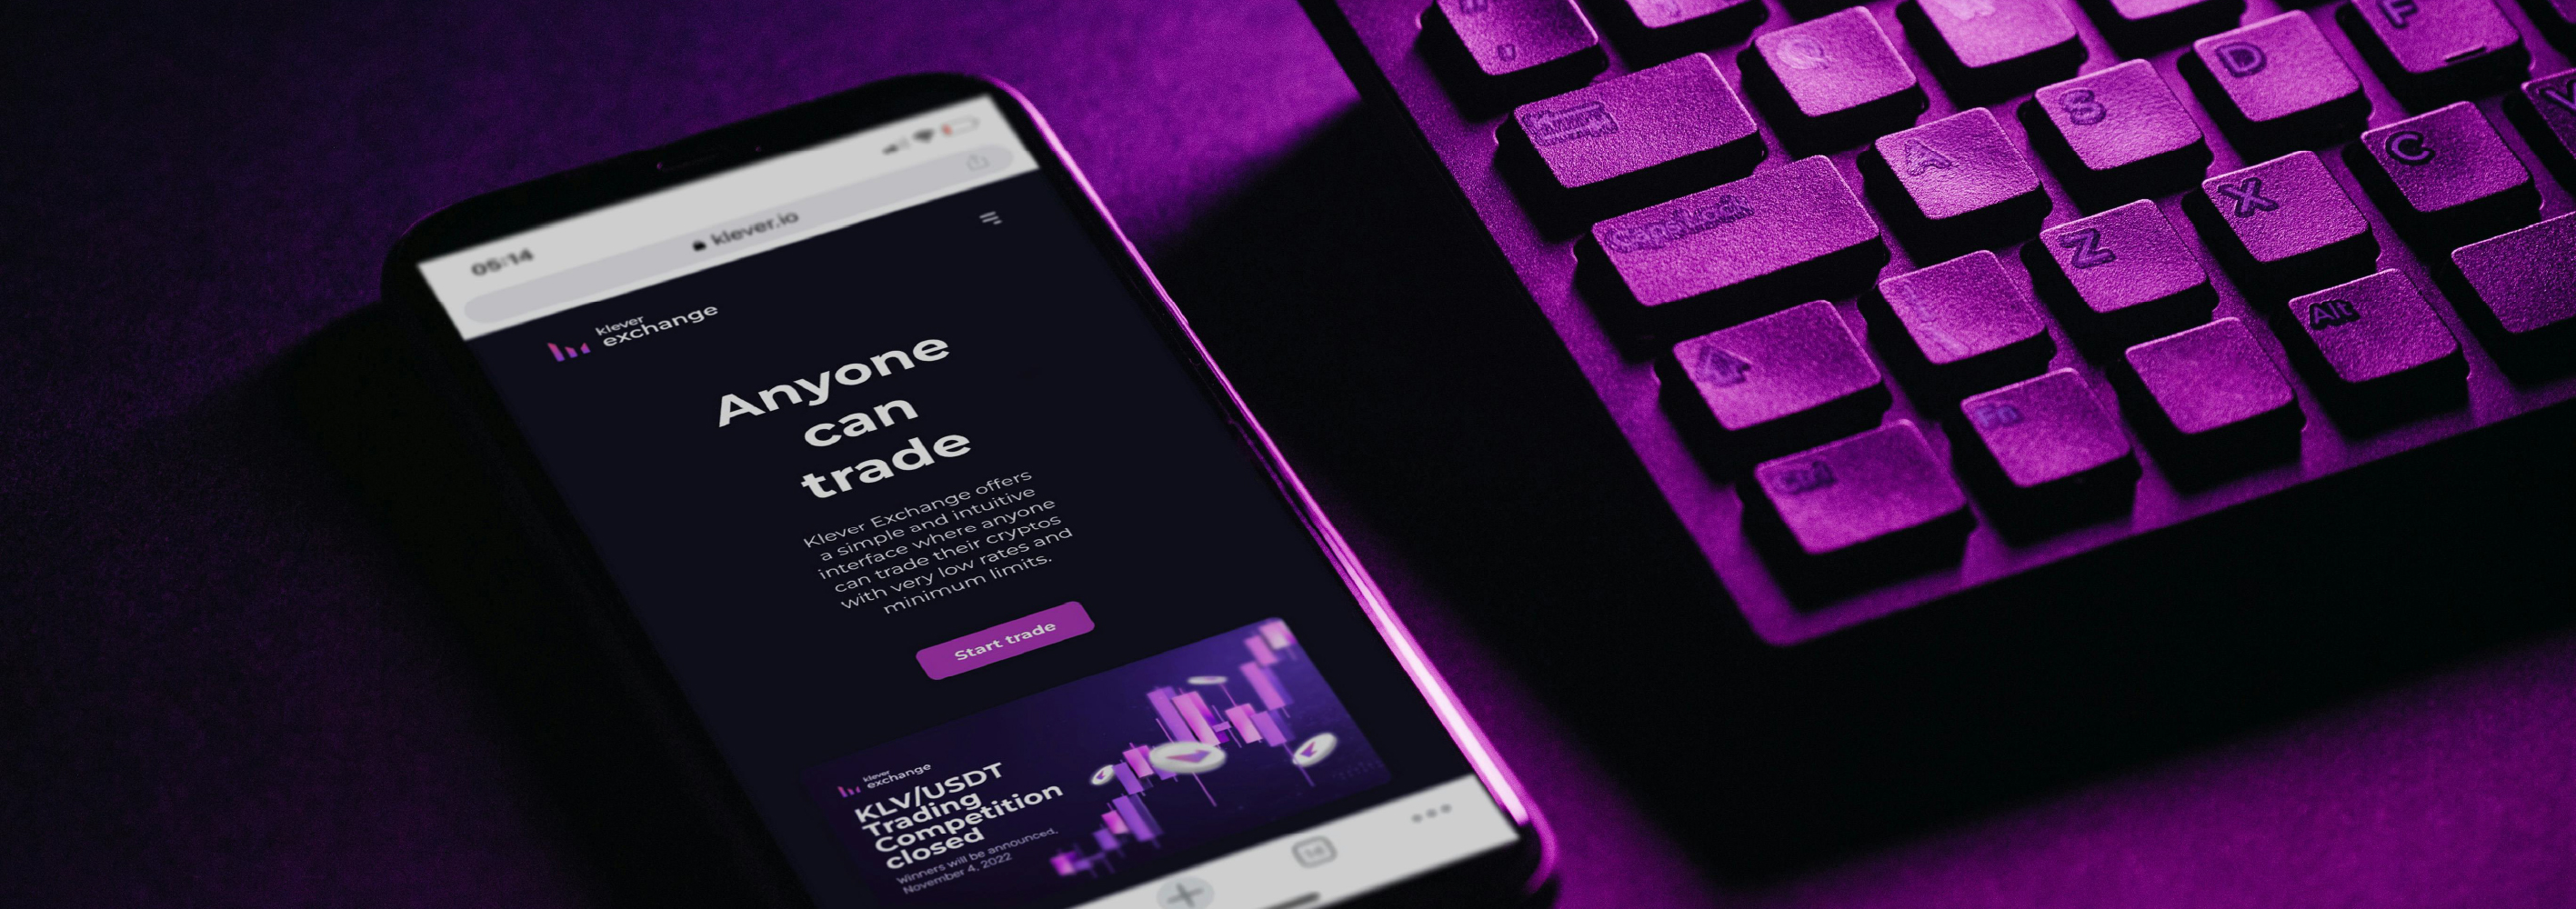 05:14
klever.io
klever
exchange
Anyone
can
trade
Klever Exchange offers
a simple and intuitive
interface where anyone
can trade their cryptos
with very low rates and
minimum limits.
Start trade
klever
exchange
KLV/USDT
Trading
Competition
closed
Winners will be announced,
November 4, 2022
Q
D
F
A
S
C
CapsLock
Z
X
Alt
Fn
Ctrl